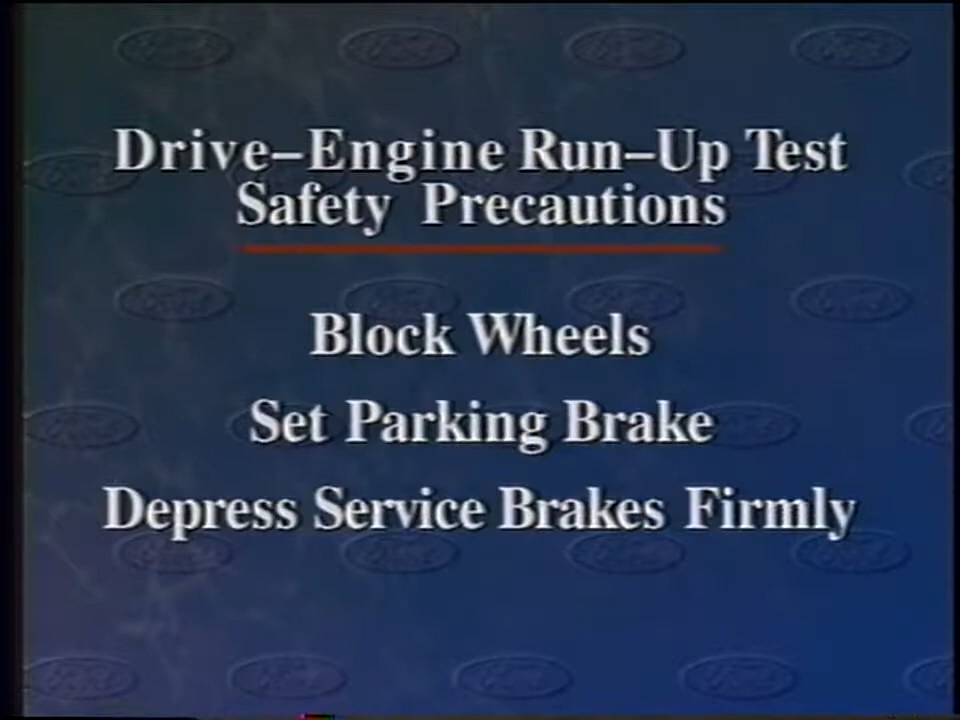 Drive–Engine Run–Up Test
Safety Precautions
Block Wheels
Set Parking Brake
Depress Service Brakes Firmly